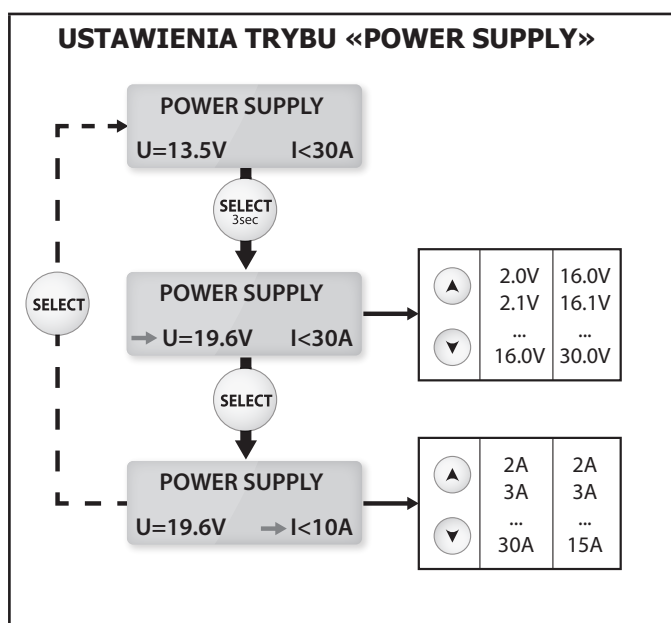 USTAWIENIA TRYBU «POWER SUPPLY»
POWER SUPPLY
U=13.5V I<30A
SELECT
3sec
SELECT
POWER SUPPLY
U=19.6V I<30A
2.0V 16.0V
2.1V 16.1V
... ...
16.0V 30.0V
SELECT
POWER SUPPLY
U=19.6V I<10A
2A 2A
3A 3A
... ...
30A 15A